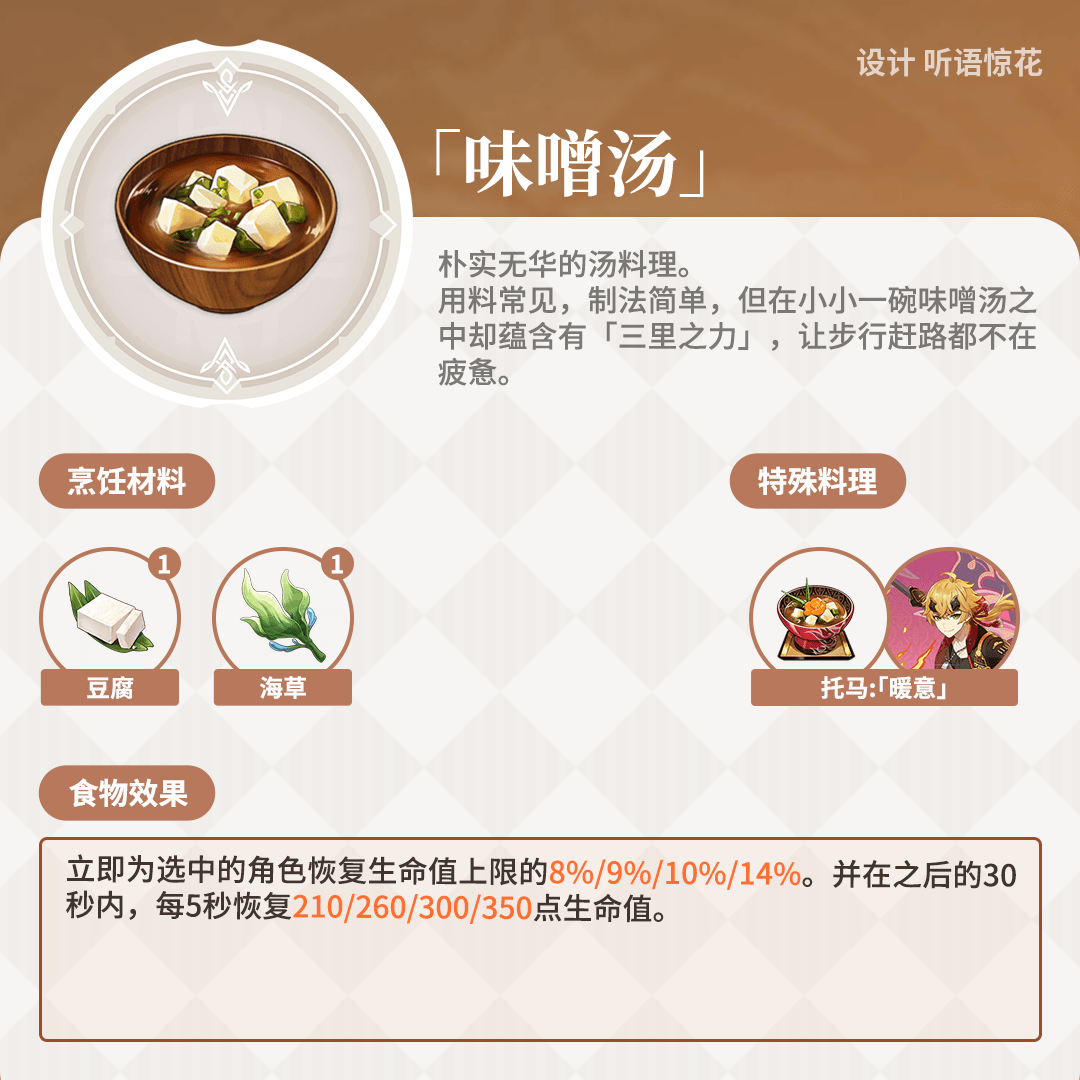 设计 听语惊花
「味噌汤」
朴实无华的汤料理。
用料常见，制法简单，但在小小一碗味噌汤之
中却蕴含有「三里之力」，让步行赶路都不在
疲惫。
烹饪材料
特殊料理
1
1
豆腐
海草
托马:「暖意」
食物效果
立即为选中的角色恢复生命值上限的8%/9%/10%/14%。并在之后的30
秒内，每5秒恢复210/260/300/350点生命值。